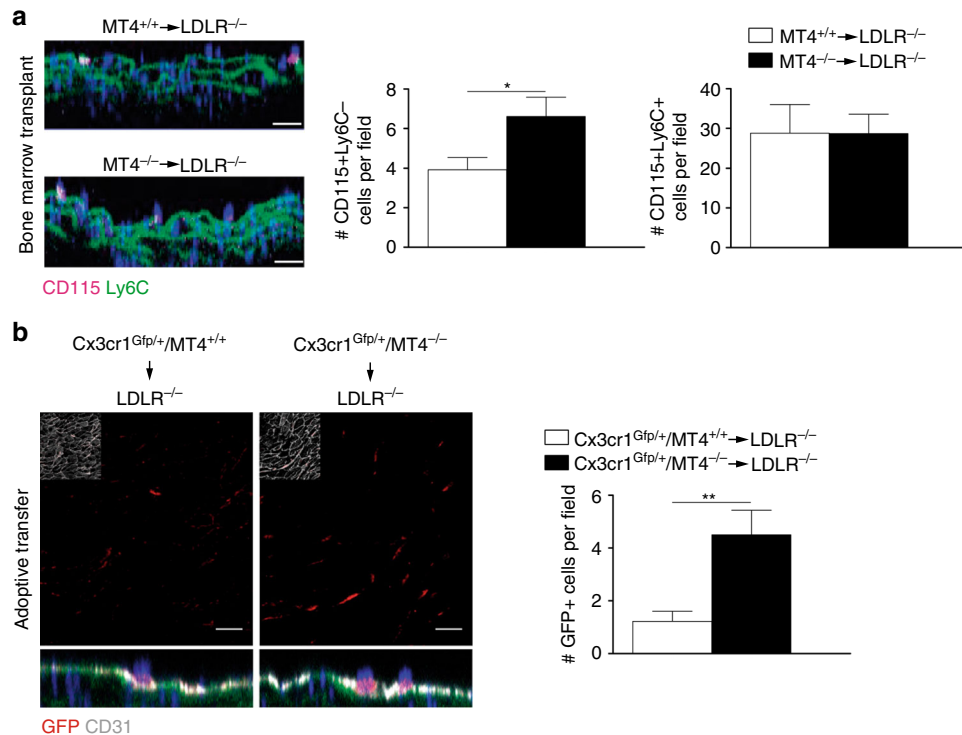 a
MT4+/+→LDLR−/−
MT4−/−→LDLR−/−
Bone marrow transplant
CD115 Ly6C
# CD115+Ly6C−
cells per field
8
6
4
2
0
*
MT4+/+→LDLR−/−
MT4−/−→LDLR−/−
# CD115+Ly6C+
cells per field
40
30
20
10
0
b
Cx3cr1Gfp/+/MT4+/+
↓
LDLR−/−
Cx3cr1Gfp/+/MT4−/−
↓
LDLR−/−
Adoptive transfer
GFP CD31
Cx3cr1Gfp/+/MT4+/+→LDLR−/−
Cx3cr1Gfp/+/MT4−/−→LDLR−/−
# GFP+ cells per field
6
4
2
0
**